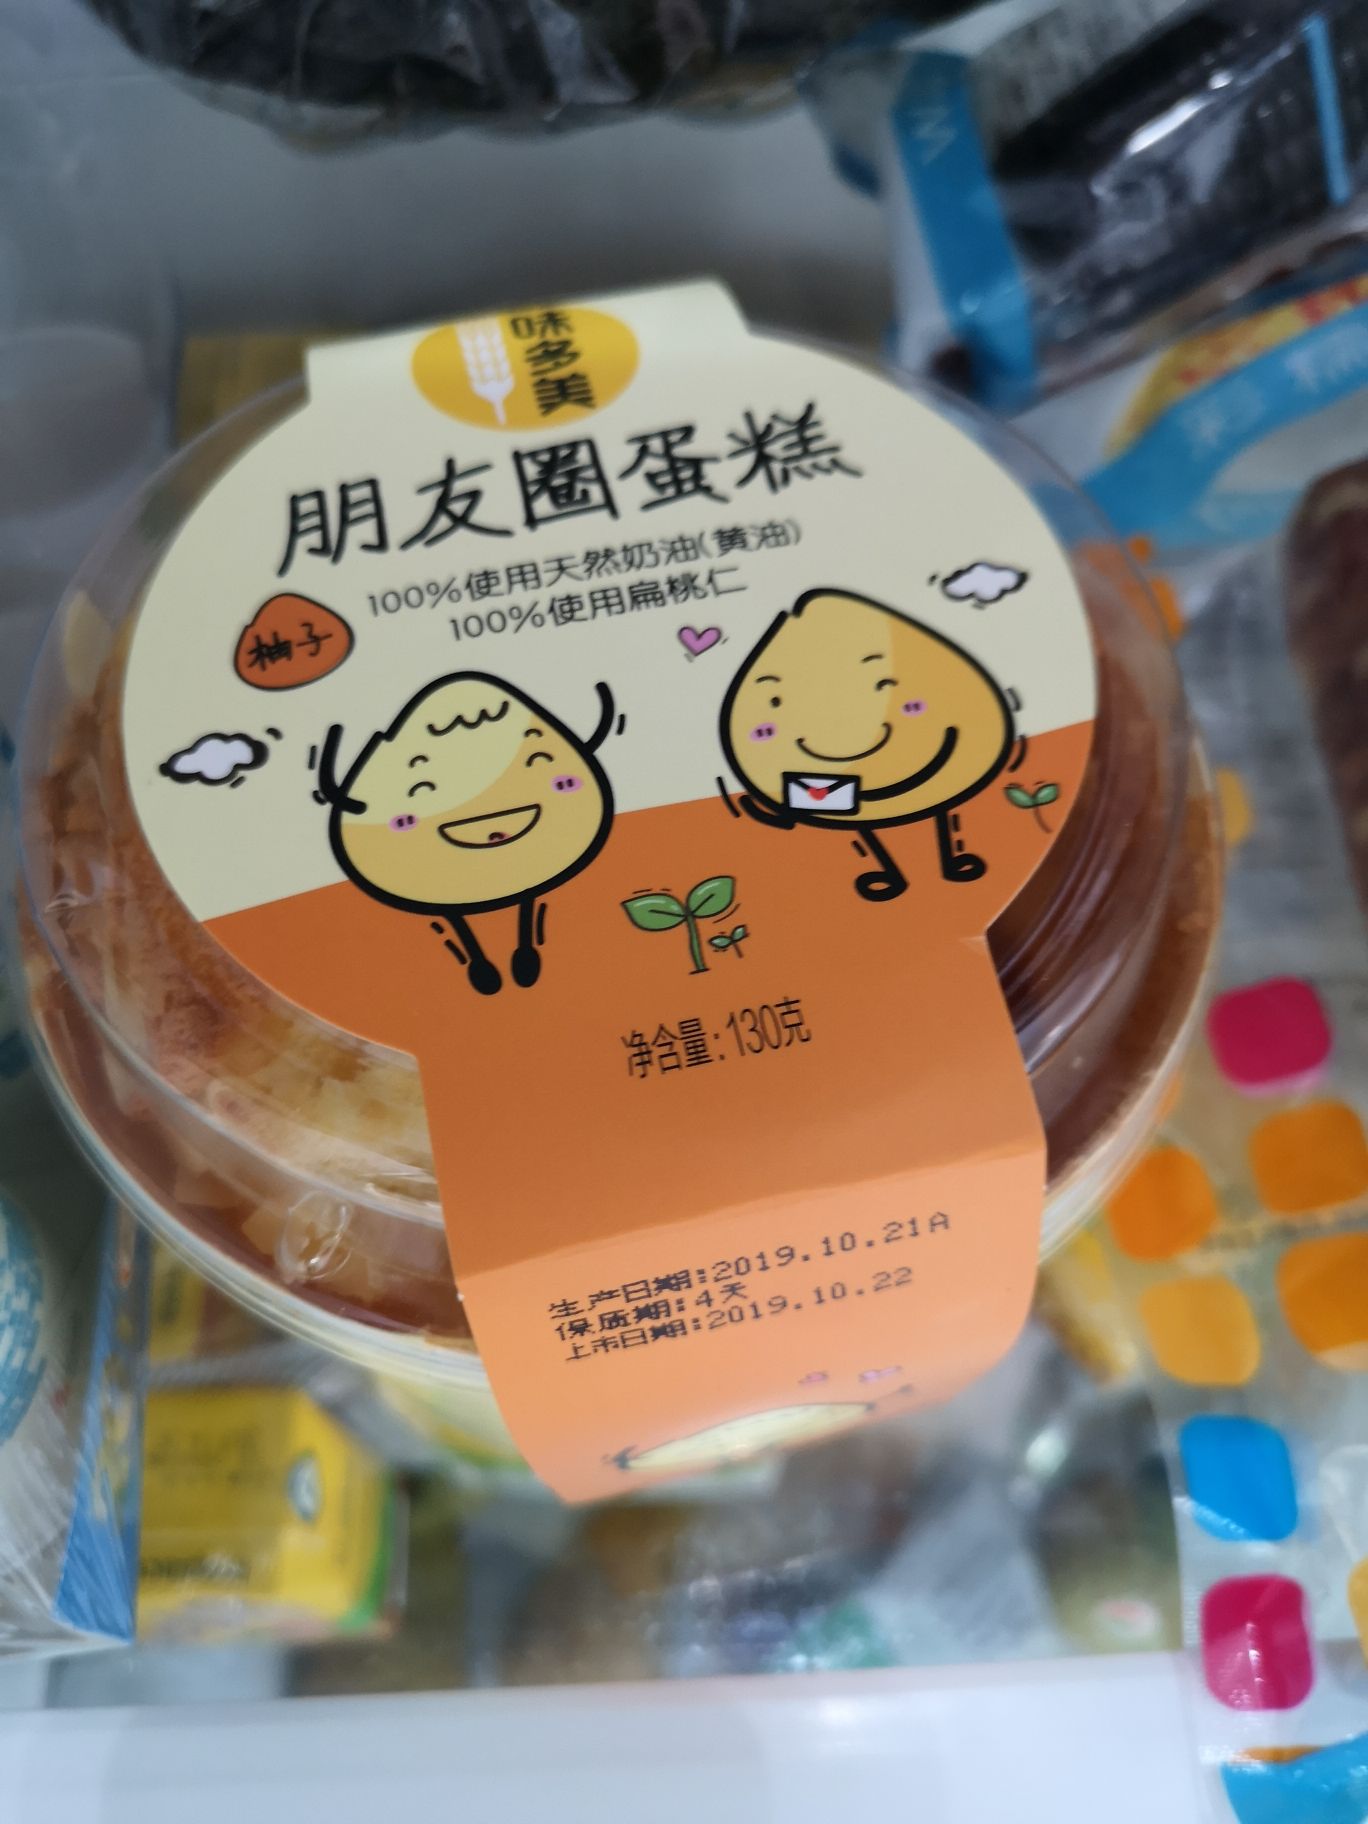 味多美
朋友圈蛋糕
100%使用天然奶油(黄油)
100%使用扁桃仁
柚子
净含量:130克
生产日期:2019.10.21A
保质期:4天
上市日期:2019.10.22